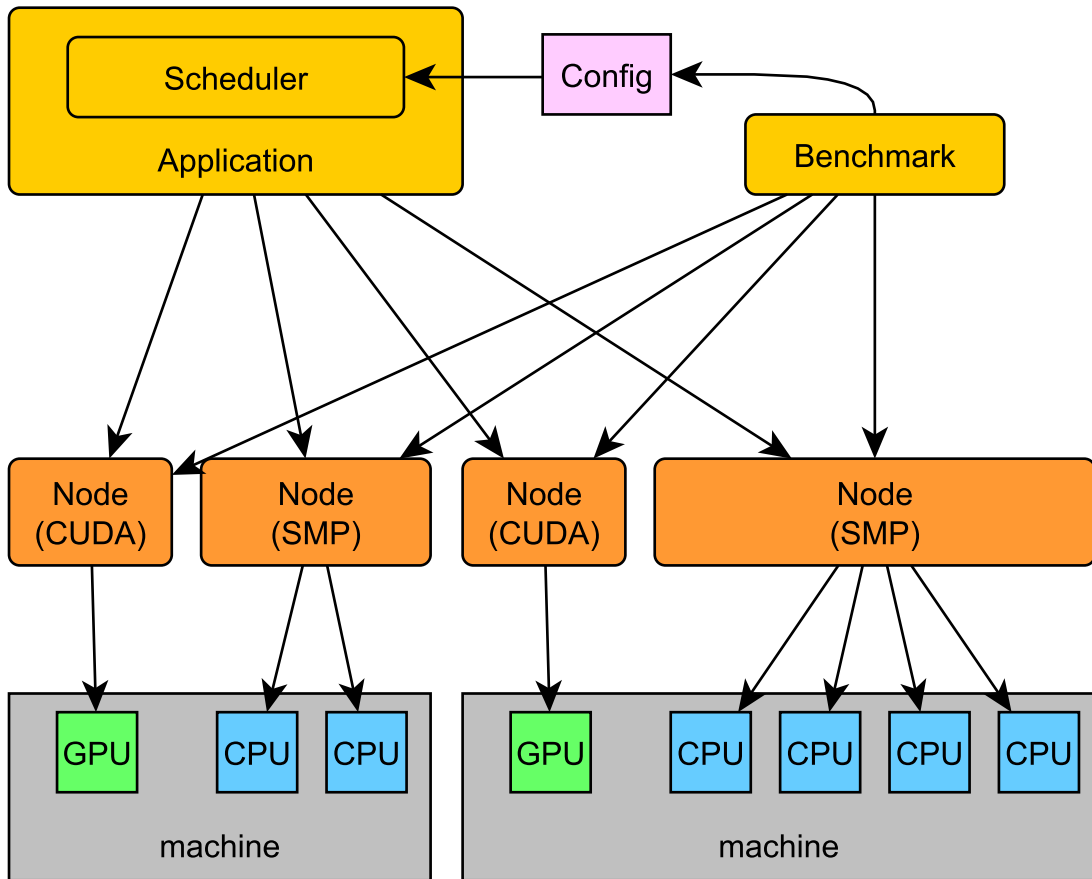 Scheduler
Config
Application
Benchmark
Node
(CUDA)
Node
(SMP)
Node
(CUDA)
Node
(SMP)
GPU
CPU
CPU
GPU
CPU
CPU
CPU
CPU
machine
machine